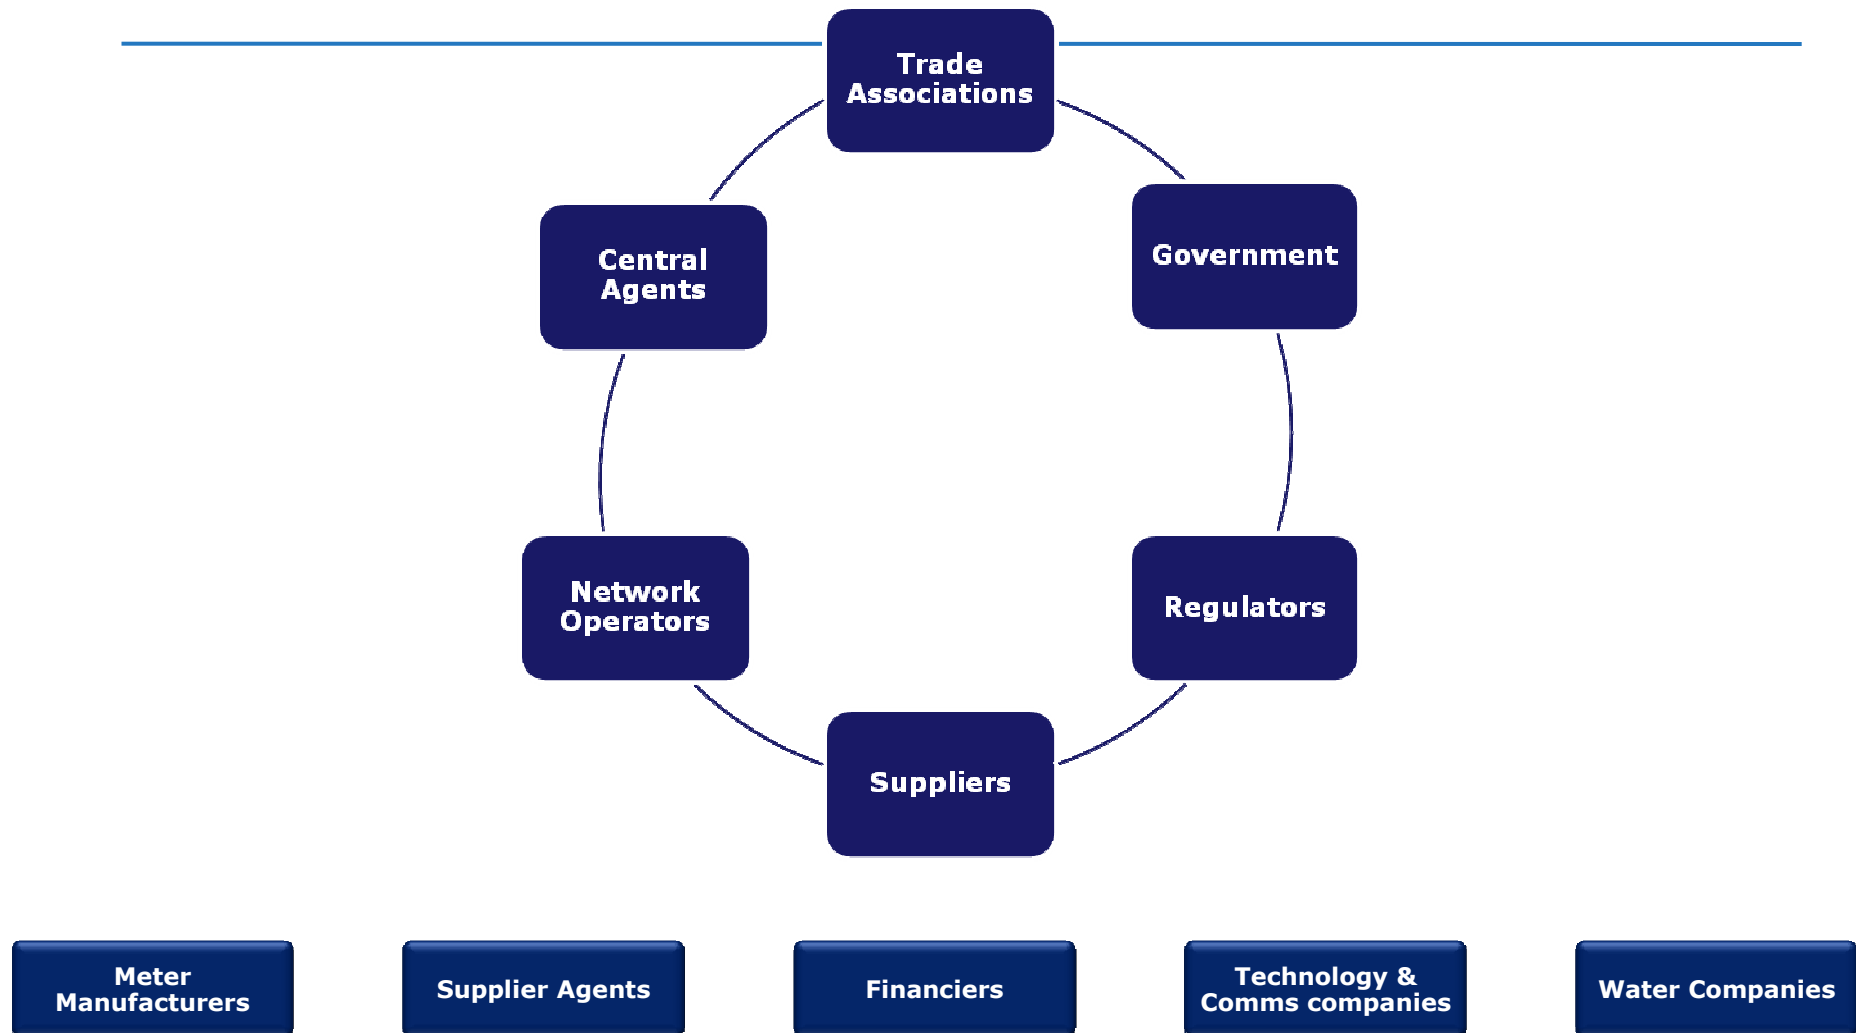 Trade
Associations
Government
Central
Agents
Network
Operators
Regulators
Suppliers
Meter
Manufacturers
Supplier Agents
Financiers
Technology &
Comms companies
Water Companies